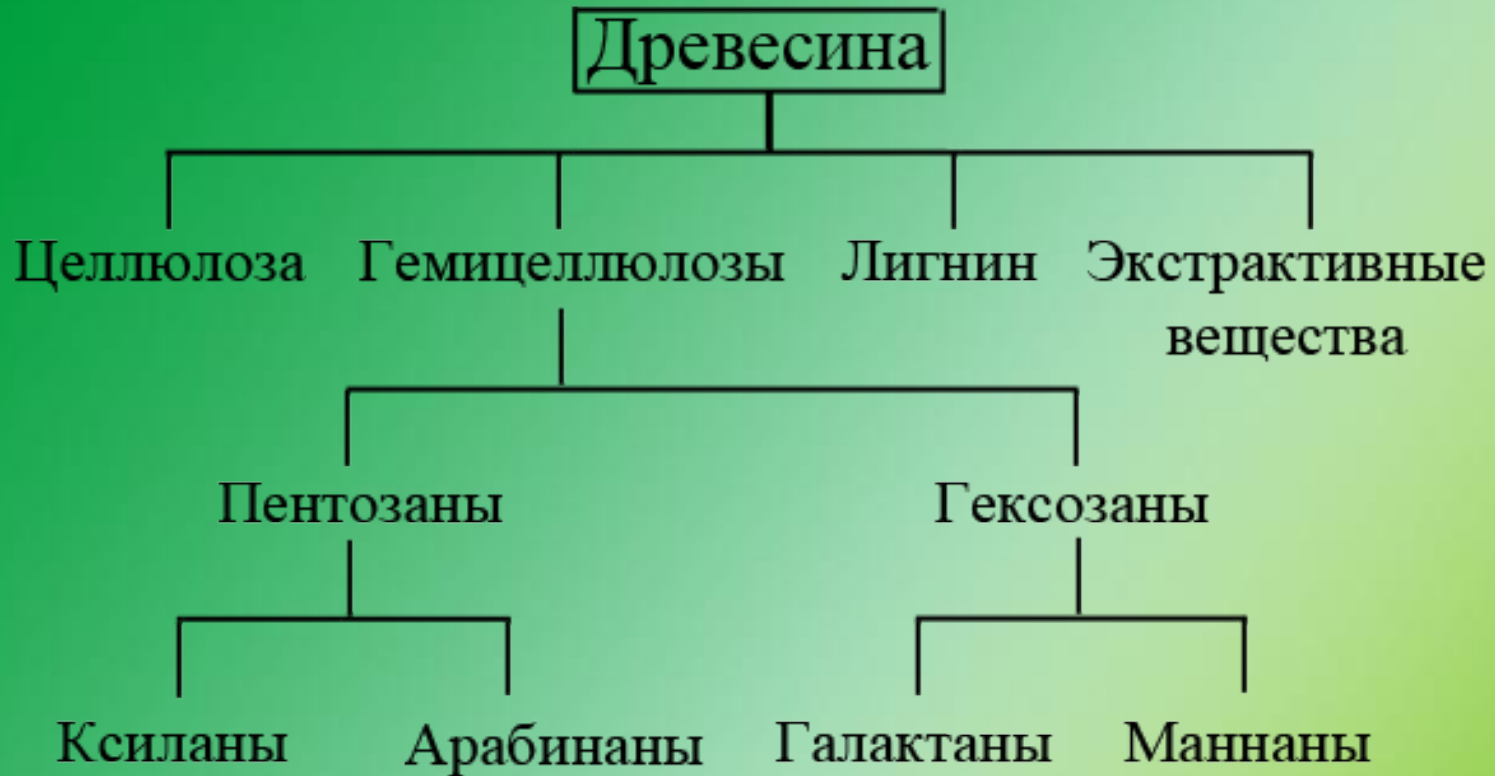 Древесина
Целлюлоза
Гемицеллюлозы
Лигнин
Экстрактивные
вещества
Пентозаны
Гексозаны
Ксиланы
Арабинаны
Галактаны
Маннаны